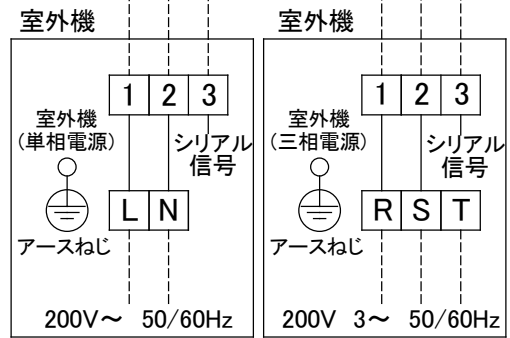 室外機
1 2 3
室外機
(単相電源)
シリアル
信号
L N
アースねじ
200V～ 50/60Hz
室外機
1 2 3
室外機
(三相電源)
シリアル
信号
R S T
アースねじ
200V 3～ 50/60Hz